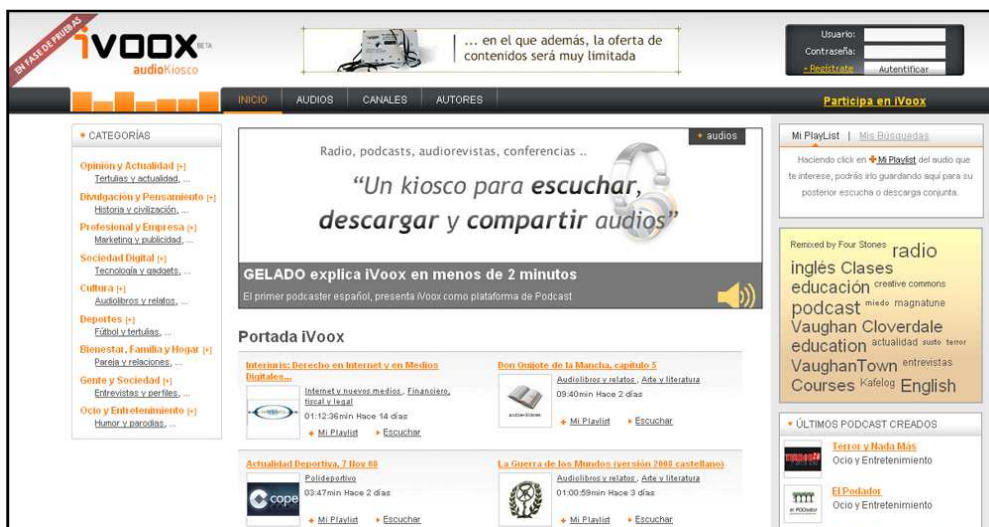 EN FASE DE PRUEBAS
iVOOX BETA
audioKiosco
... en el que además, la oferta de
contenidos será muy limitada
Usuario:
Contraseña:
- Regístrate Autentificar
INICIO AUDIOS CANALES AUTORES
Participa en iVoox
CATEGORÍAS
Opinión y Actualidad [+]
Tertulias y actualidad, ...
Divulgación y Pensamiento [+]
Historia y civilización, ...
Profesional y Empresa [+]
Marketing y publicidad, ...
Sociedad Digital [+]
Tecnología y gadgets, ...
Cultura [+]
Audiolibros y relatos, ...
Deportes [+]
Fútbol y tertulias, ...
Bienestar, Familia y Hogar [+]
Pareja y relaciones, ...
Gente y Sociedad [+]
Entrevistas y perfiles, ...
Ocio y Entretenimiento [+]
Humor y parodias, ...
+ audios
Radio, podcasts, audiorevistas, conferencias ..
“Un kiosco para escuchar,
descargar y compartir audios”
GELADO explica iVoox en menos de 2 minutos
El primer podcaster español, presenta iVoox como plataforma de Podcast
Portada iVoox
Interiuris: Derecho en Internet y en Medios
Digitales...
Internet y nuevos medios , Financiero,
fiscal y legal
01:12:36min Hace 14 días
+ Mi Playlist Escuchar
Don Quijote de la Mancha, capítulo 5
Audiolibros y relatos , Arte y literatura
09:40min Hace 2 días
+ Mi Playlist Escuchar
Actualidad Deportiva, 7 Nov 08
Polideportivo
cope
03:47min Hace 2 días
+ Mi Playlist Escuchar
La Guerra de los Mundos (versión 2008 castellano)
Audiolibros y relatos , Arte y literatura
01:00:59min Hace 3 días
+ Mi Playlist Escuchar
Mi PlayList | Mis Búsquedas
Haciendo click en + Mi Playlist del audio que
te interese, podrás irlo guardando aquí para su
posterior escucha o descarga conjunta.
Remixed by Four Stones radio
inglés Clases
educación creative commons
podcast miedo magnatune
Vaughan Cloverdale
education actualidad susto terror
VaughanTown entrevistas
Courses Kafelog English
ÚLTIMOS PODCAST CREADOS
Terror y Nada Más
Ocio y Entretenimiento
El Podador
Ocio y Entretenimiento